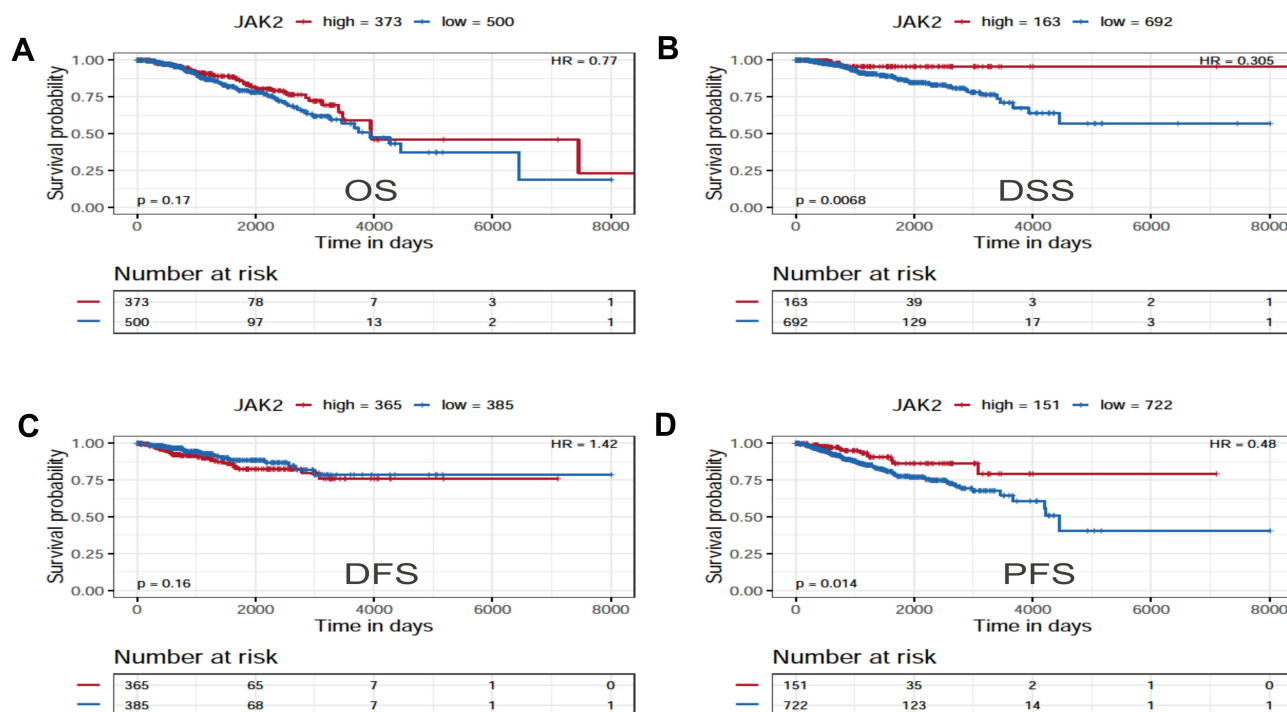 A
JAK2 high = 373 low = 500
HR = 0.77
Survival probability
1.00
0.75
0.50
0.25
0.00
p = 0.17
OS
0 2000 4000 6000 8000
Time in days
Number at risk
373 78 7 3 1
500 97 13 2 1
B
JAK2 high = 163 low = 692
HR = 0.305
Survival probability
1.00
0.75
0.50
0.25
0.00
p = 0.0068
DSS
0 2000 4000 6000 8000
Time in days
Number at risk
163 39 3 2 1
692 129 17 3 1
C
JAK2 high = 365 low = 385
HR = 1.42
Survival probability
1.00
0.75
0.50
0.25
0.00
p = 0.16
DFS
0 2000 4000 6000 8000
Time in days
Number at risk
365 65 7 1 0
385 68 7 1 1
D
JAK2 high = 151 low = 722
HR = 0.48
Survival probability
1.00
0.75
0.50
0.25
0.00
p = 0.014
PFS
0 2000 4000 6000 8000
Time in days
Number at risk
151 35 2 1 0
722 123 14 1 1